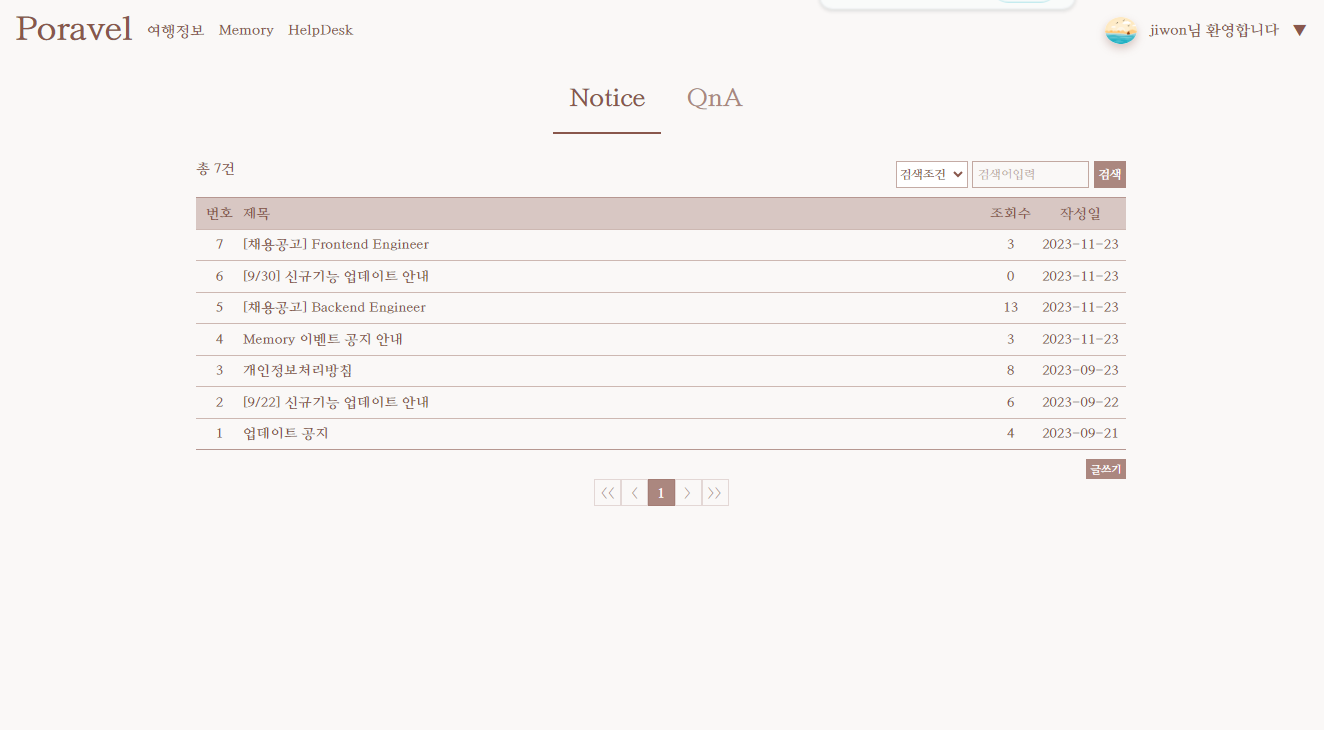 Poravel 여행정보 Memory HelpDesk jiwon님 환영합니다 ▼
Notice QnA
총 7건 검색조건 검색어입력 검색
번호 제목 조회수 작성일
7 [채용공고] Frontend Engineer 3 2023-11-23
6 [9/30] 신규기능 업데이트 안내 0 2023-11-23
5 [채용공고] Backend Engineer 13 2023-11-23
4 Memory 이벤트 공지 안내 3 2023-11-23
3 개인정보처리방침 8 2023-09-23
2 [9/22] 신규기능 업데이트 안내 6 2023-09-22
1 업데이트 공지 4 2023-09-21
글쓰기
<< < 1 > >>